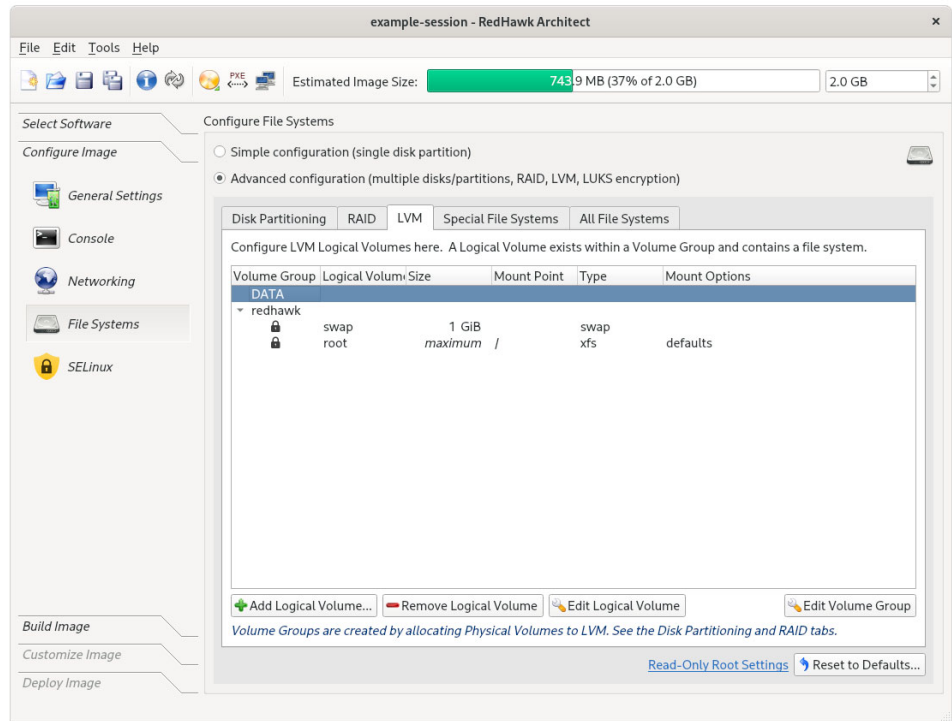 example-session - RedHawk Architect ×
File Edit Tools Help
PXE Estimated Image Size: 743.9 MB (37% of 2.0 GB) 2.0 GB
Select Software
Configure Image
General Settings
Console
Networking
File Systems
SELinux
Build Image
Customize Image
Deploy Image
Configure File Systems
Simple configuration (single disk partition)
Advanced configuration (multiple disks/partitions, RAID, LVM, LUKS encryption)
Disk Partitioning RAID LVM Special File Systems All File Systems
Configure LVM Logical Volumes here. A Logical Volume exists within a Volume Group and contains a file system.
Volume Group Logical Volum Size Mount Point Type Mount Options
DATA
redhawk
swap 1 GiB swap
root maximum / xfs defaults
Add Logical Volume... Remove Logical Volume Edit Logical Volume Edit Volume Group
Volume Groups are created by allocating Physical Volumes to LVM. See the Disk Partitioning and RAID tabs.
Read-Only Root Settings Reset to Defaults...